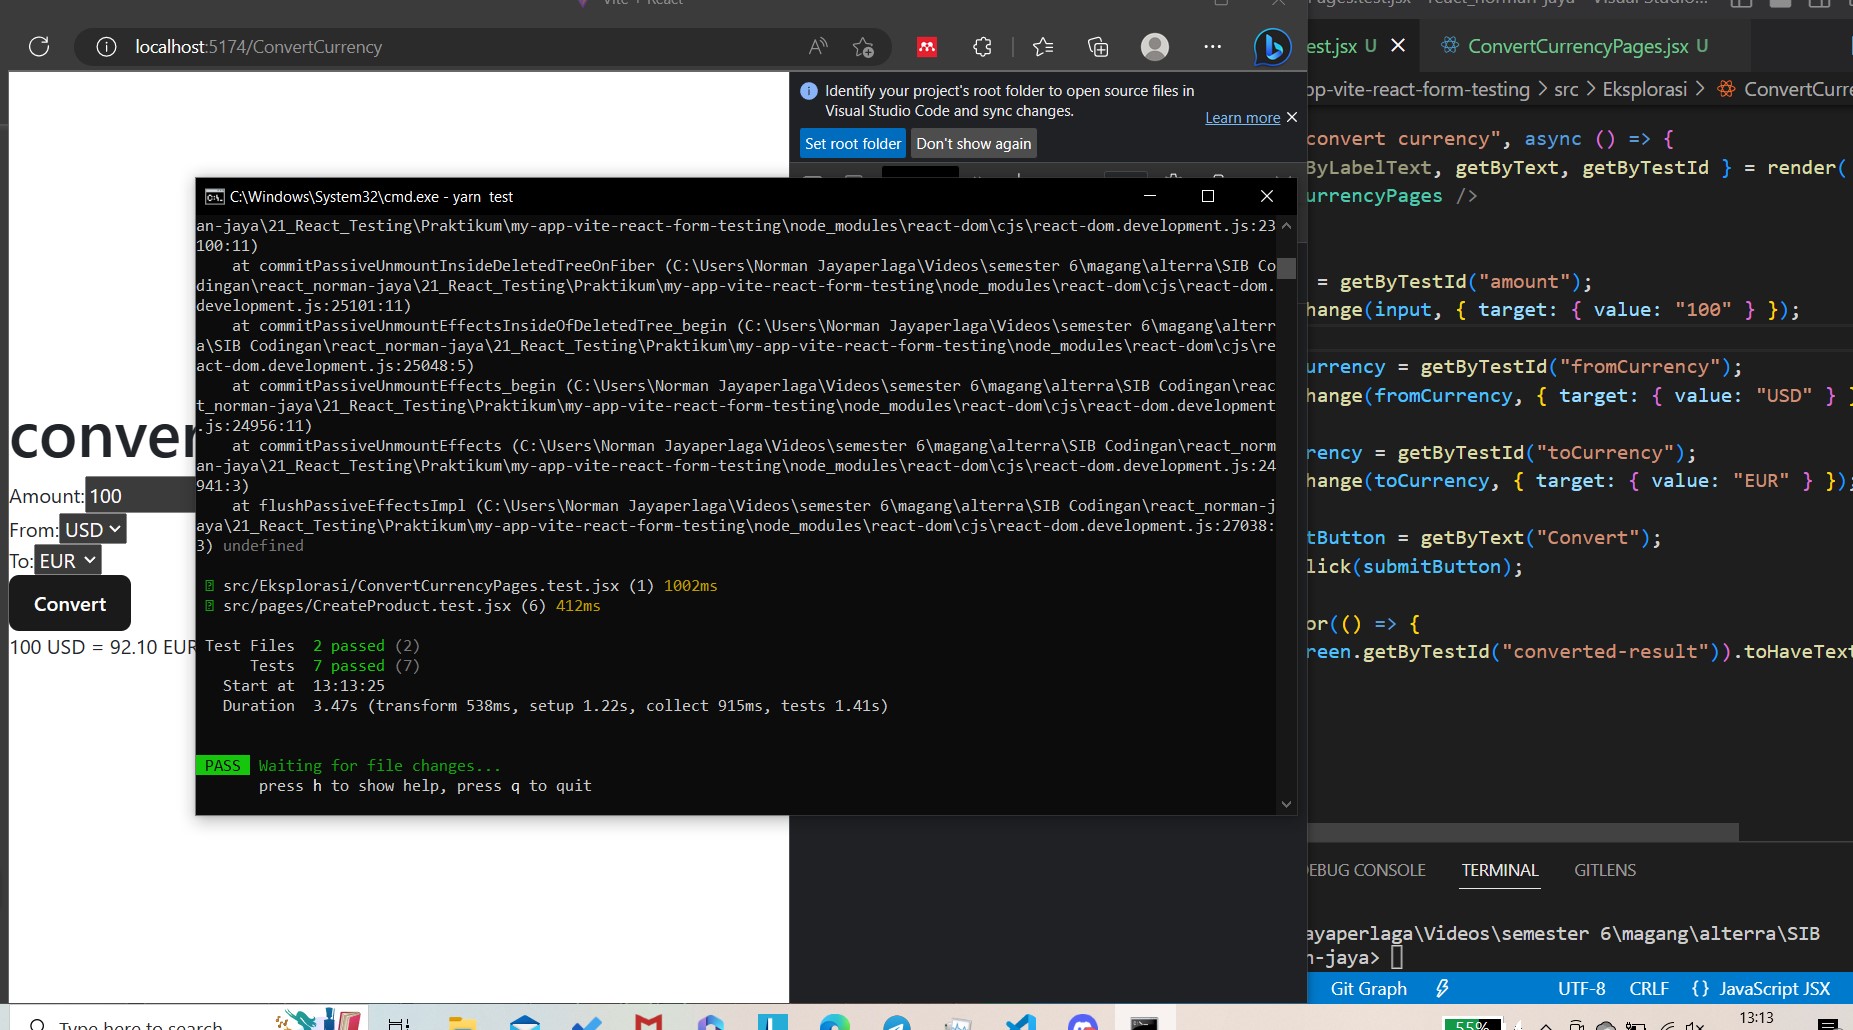 Vite + React
localhost:5174/ConvertCurrency
Identify your project's root folder to open source files in
Visual Studio Code and sync changes.
Learn more
Set root folder
Don't show again
conver
Amount: 100
From: USD
To: EUR
Convert
100 USD = 92.10 EUR
C:\Windows\System32\cmd.exe - yarn  test
an-jaya\21_React_Testing\Praktikum\my-app-vite-react-form-testing\node_modules\react-dom\cjs\react-dom.development.js:23
100:11)
at commitPassiveUnmountInsideDeletedTreeOnFiber (C:\Users\Norman Jayaperlaga\Videos\semester 6\magang\alterra\SIB Co
dingan\react_norman-jaya\21_React_Testing\Praktikum\my-app-vite-react-form-testing\node_modules\react-dom\cjs\react-dom.
development.js:25101:11)
at commitPassiveUnmountEffectsInsideOfDeletedTree_begin (C:\Users\Norman Jayaperlaga\Videos\semester 6\magang\alterr
a\SIB Codingan\react_norman-jaya\21_React_Testing\Praktikum\my-app-vite-react-form-testing\node_modules\react-dom\cjs\re
act-dom.development.js:25048:5)
at commitPassiveUnmountEffects_begin (C:\Users\Norman Jayaperlaga\Videos\semester 6\magang\alterra\SIB Codingan\reac
t_norman-jaya\21_React_Testing\Praktikum\my-app-vite-react-form-testing\node_modules\react-dom\cjs\react-dom.development
.js:24956:11)
at commitPassiveUnmountEffects (C:\Users\Norman Jayaperlaga\Videos\semester 6\magang\alterra\SIB Codingan\react_norm
an-jaya\21_React_Testing\Praktikum\my-app-vite-react-form-testing\node_modules\react-dom\cjs\react-dom.development.js:24
941:3)
at flushPassiveEffectsImpl (C:\Users\Norman Jayaperlaga\Videos\semester 6\magang\alterra\SIB Codingan\react_norman-j
aya\21_React_Testing\Praktikum\my-app-vite-react-form-testing\node_modules\react-dom\cjs\react-dom.development.js:27038:
3) undefined
src/Eksplorasi/ConvertCurrencyPages.test.jsx (1) 1002ms
src/pages/CreateProduct.test.jsx (6) 412ms
Test Files 2 passed (2)
Tests 7 passed (7)
Start at 13:13:25
Duration 3.47s (transform 538ms, setup 1.22s, collect 915ms, tests 1.41s)
PASS Waiting for file changes...
press h to show help, press q to quit
est.jsx U
ConvertCurrencyPages.jsx U
pp-vite-react-form-testing > src > Eksplorasi > ConvertCurre
convert currency", async () => {
ByLabelText, getByText, getByTestId } = render(
urrencyPages />
= getByTestId("amount");
hange(input, { target: { value: "100" } });
urrency = getByTestId("fromCurrency");
hange(fromCurrency, { target: { value: "USD" }
rency = getByTestId("toCurrency");
hange(toCurrency, { target: { value: "EUR" } });
tButton = getByText("Convert");
lick(submitButton);
or(() => {
reen.getByTestId("converted-result")).toHaveText
EBUG CONSOLE
TERMINAL
GITLENS
ayaperlaga\Videos\semester 6\magang\alterra\SIB
n-jaya>
Git Graph
UTF-8
CRLF
{} JavaScript JSX
Type here to search
55%
13:13